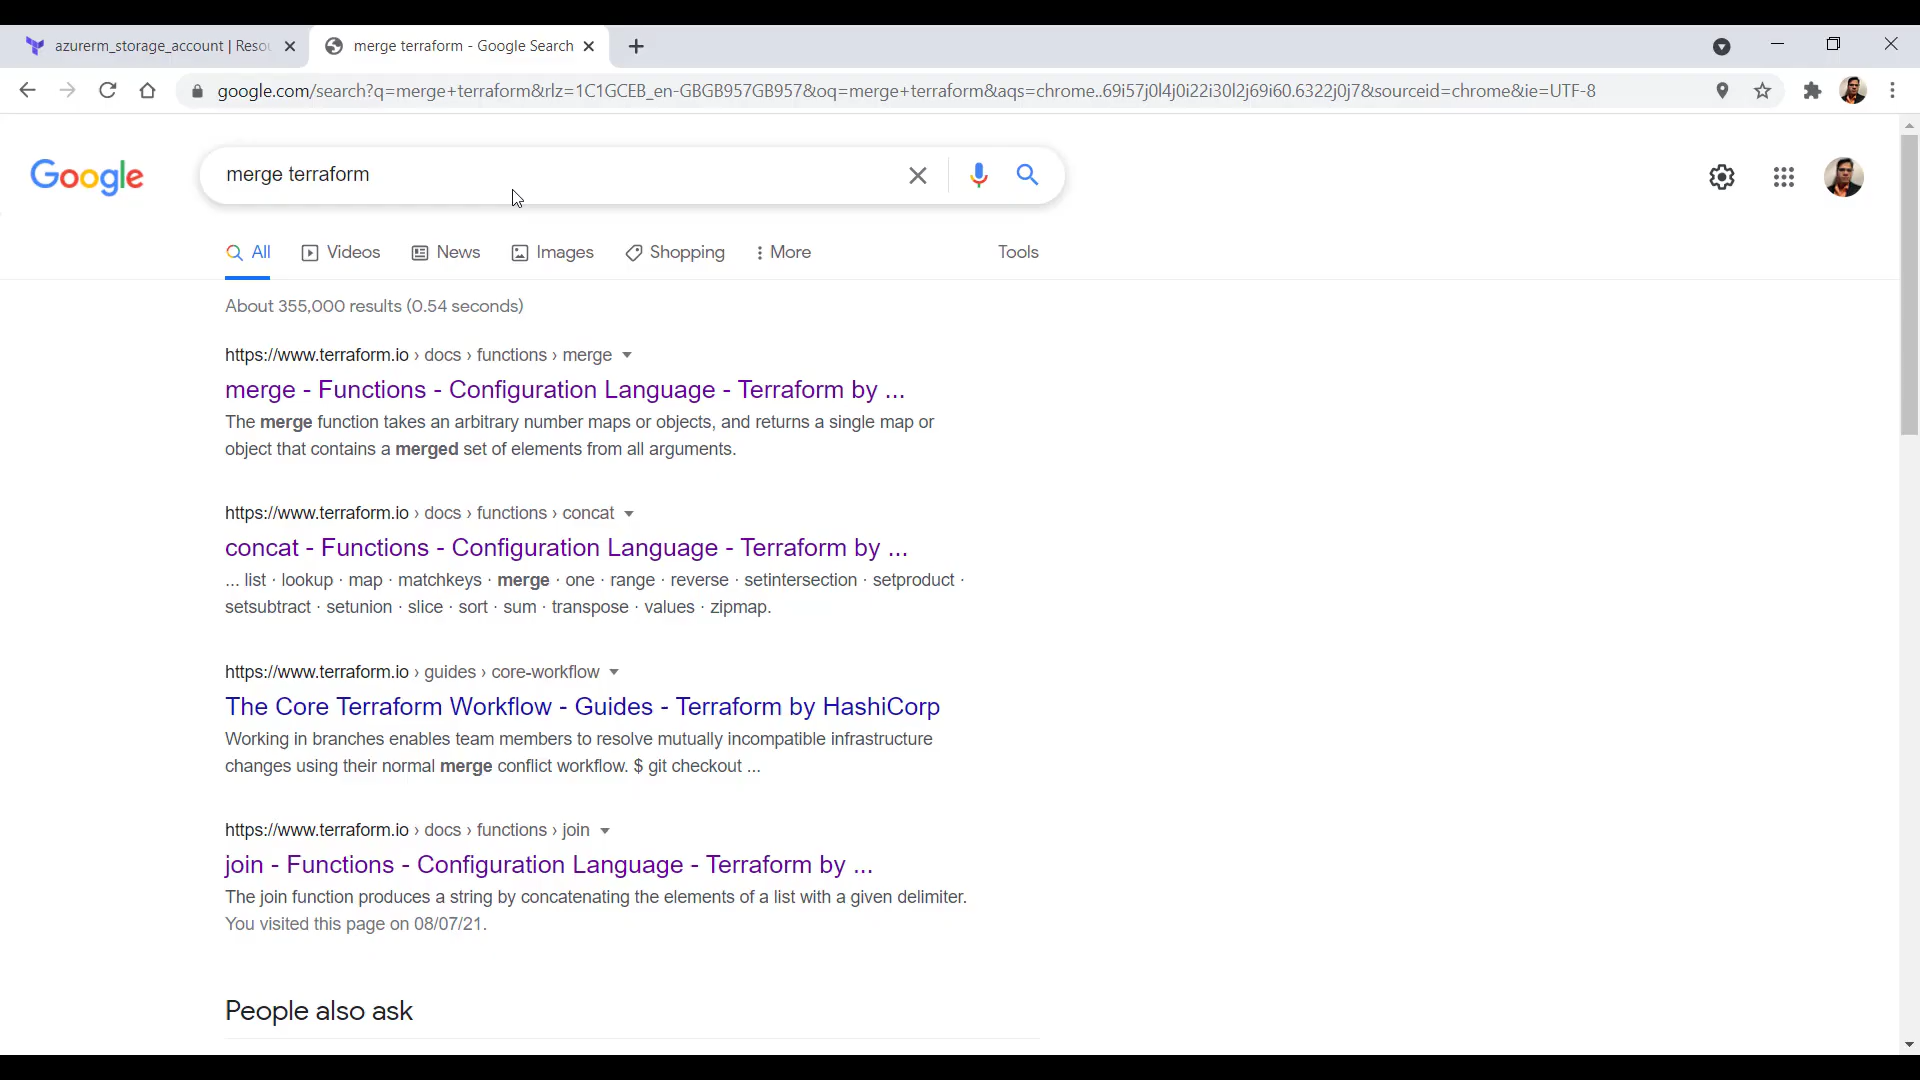 azurerm_storage_account | Resou
merge terraform - Google Search
google.com/search?q=merge+terraform&rlz=1C1GCEB_en-GBGB957GB957&oq=merge+terraform&aqs=chrome..69i57j0l4j0i22i30l2j69i60.6322j0j7&sourceid=chrome&ie=UTF-8
Google
merge terraform
All Videos News Images Shopping More Tools
About 355,000 results (0.54 seconds)
https://www.terraform.io › docs › functions › merge
merge - Functions - Configuration Language - Terraform by ...
The merge function takes an arbitrary number maps or objects, and returns a single map or
object that contains a merged set of elements from all arguments.
https://www.terraform.io › docs › functions › concat
concat - Functions - Configuration Language - Terraform by ...
... list · lookup · map · matchkeys · merge · one · range · reverse · setintersection · setproduct ·
setsubtract · setunion · slice · sort · sum · transpose · values · zipmap.
https://www.terraform.io › guides › core-workflow
The Core Terraform Workflow - Guides - Terraform by HashiCorp
Working in branches enables team members to resolve mutually incompatible infrastructure
changes using their normal merge conflict workflow. $ git checkout ...
https://www.terraform.io › docs › functions › join
join - Functions - Configuration Language - Terraform by ...
The join function produces a string by concatenating the elements of a list with a given delimiter.
You visited this page on 08/07/21.
People also ask